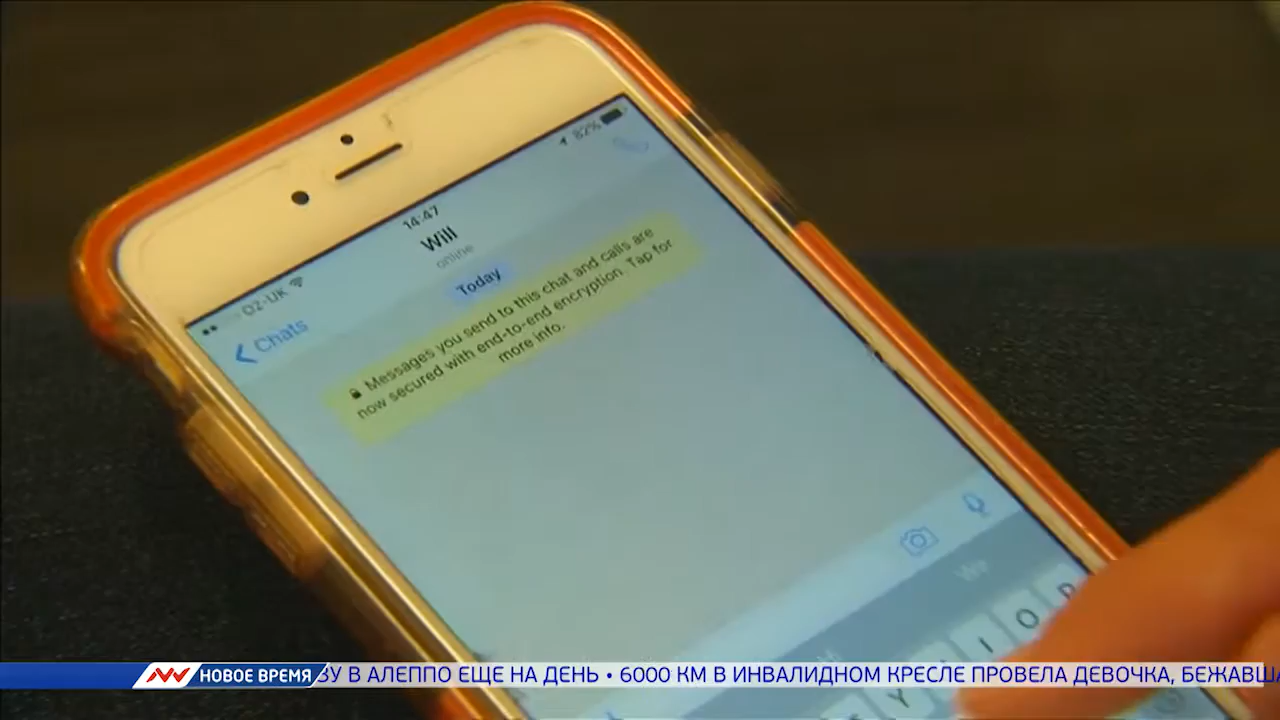 14:47
82%
O2-UK
Will
online
Chats
Today
Messages you send to this chat and calls are
now secured with end-to-end encryption. Tap for
more info.
We
Y I O P
НОВОЕ ВРЕМЯ
ЗУ В АЛЕППО ЕЩЕ НА ДЕНЬ • 6000 КМ В ИНВАЛИДНОМ КРЕСЛЕ ПРОВЕЛА ДЕВОЧКА, БЕЖАВША